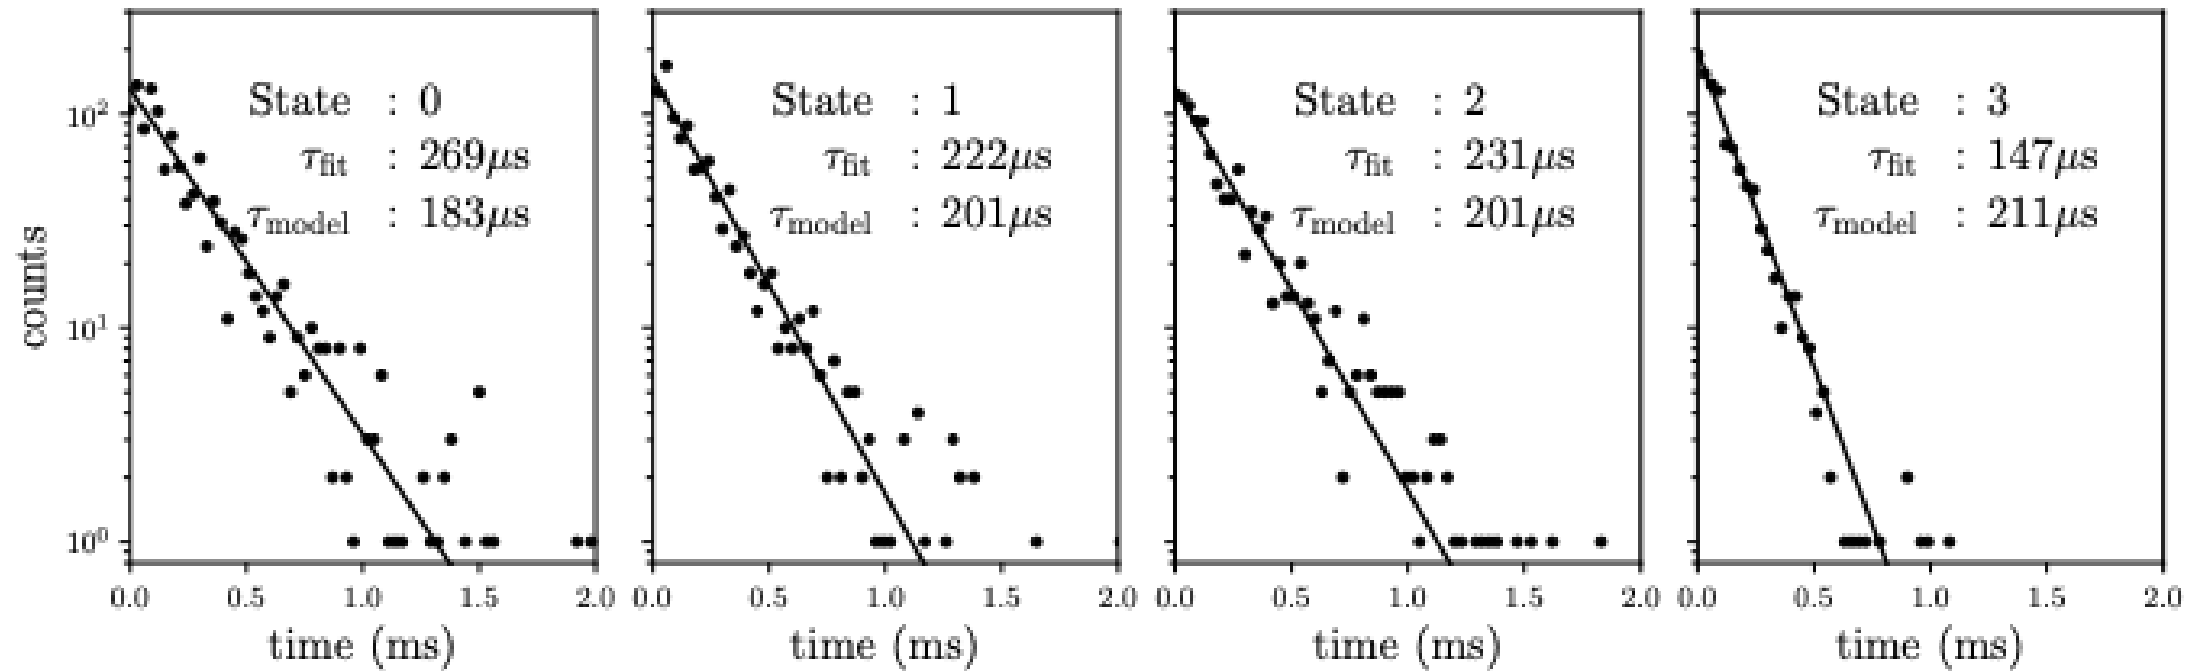 counts
10²
10¹
10⁰
State : 0
τfit : 269μs
τmodel : 183μs
0.0 0.5 1.0 1.5 2.0
time (ms)
State : 1
τfit : 222μs
τmodel : 201μs
0.0 0.5 1.0 1.5 2.0
time (ms)
State : 2
τfit : 231μs
τmodel : 201μs
0.0 0.5 1.0 1.5 2.0
time (ms)
State : 3
τfit : 147μs
τmodel : 211μs
0.0 0.5 1.0 1.5 2.0
time (ms)